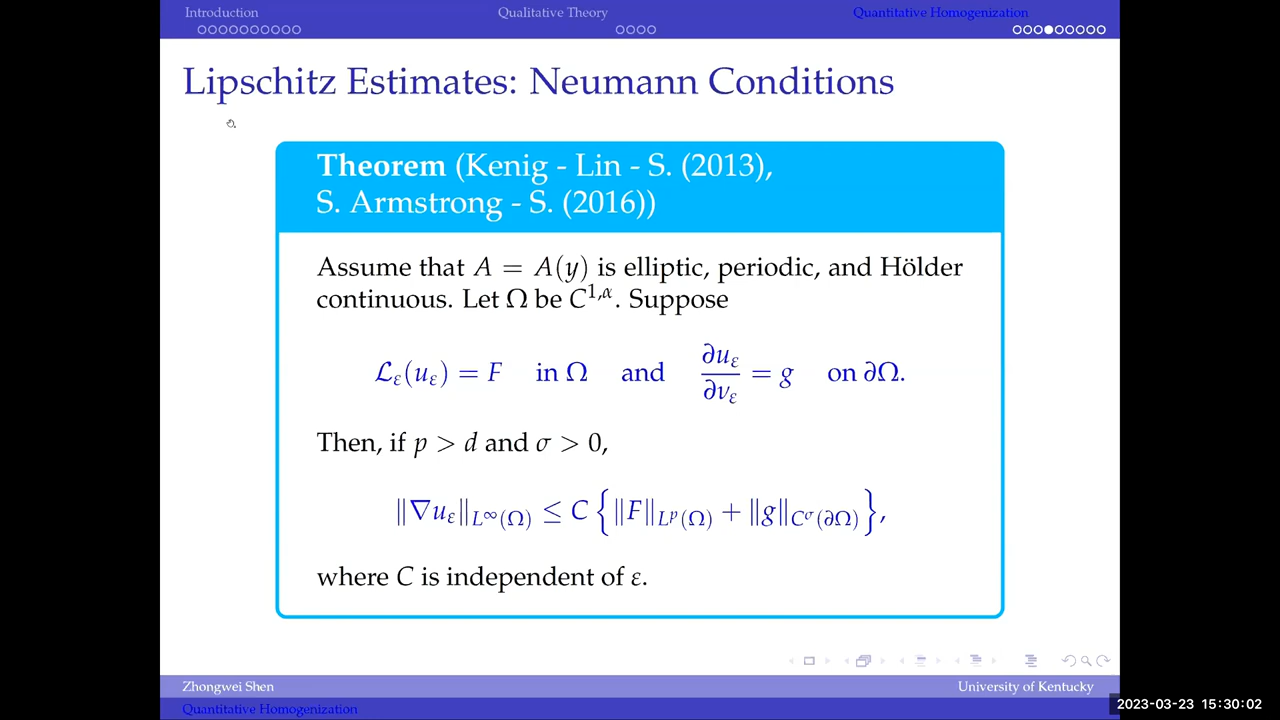 Introduction Qualitative Theory Quantitative Homogenization
Lipschitz Estimates: Neumann Conditions
Theorem (Kenig - Lin - S. (2013),
S. Armstrong - S. (2016))
Assume that A = A(y) is elliptic, periodic, and Hölder
continuous. Let Ω be C^{1,α}. Suppose
ℒ_ε(u_ε) = F in Ω and ∂u_ε/∂ν_ε = g on ∂Ω.
Then, if p > d and σ > 0,
‖∇u_ε‖_{L^∞(Ω)} ≤ C {‖F‖_{L^p(Ω)} + ‖g‖_{C^σ(∂Ω)}},
where C is independent of ε.
Zhongwei Shen University of Kentucky
Quantitative Homogenization
2023-03-23 15:30:02